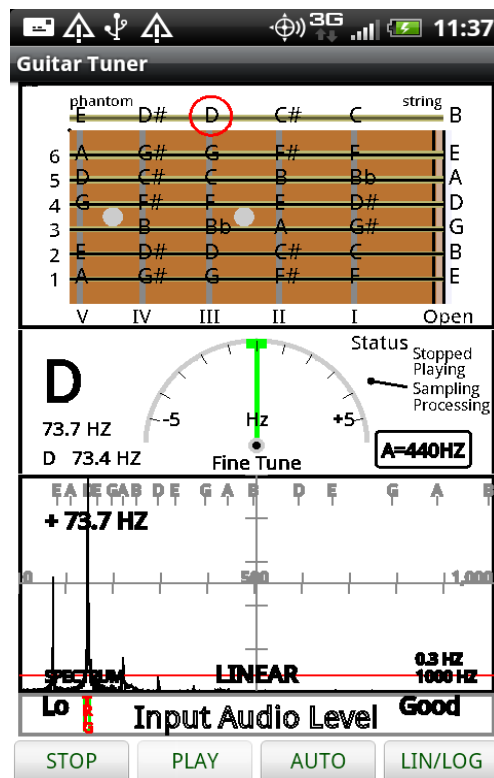 3G 11:37
Guitar Tuner
phantom string
E D# D C# C B
6 A G# G F# F E
5 D C# C B Bb A
4 G F# F E D# D
3 B Bb A G# G
2 E D# D C# C B
1 A G# G F# F E
V IV III II I Open
D
Status Stopped
Playing
Sampling
Processing
-5 Hz +5
73.7 HZ
D 73.4 HZ
Fine Tune
A=440HZ
E A E G A B D E G A B D E G A B
+ 73.7 HZ
0 500 1,000
0.3 HZ
SPECTRUM LINEAR 1000 HZ
Lo TRG Input Audio Level Good
STOP PLAY AUTO LIN/LOG